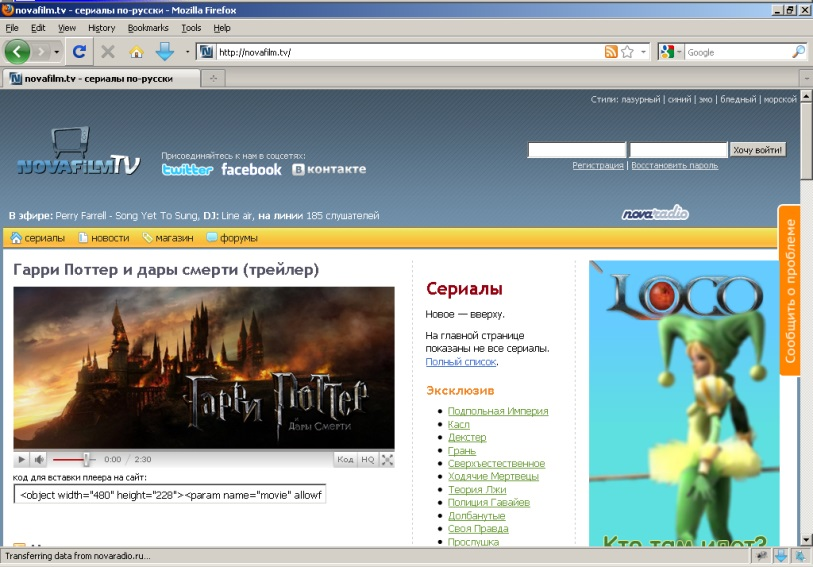 novafilm.tv - сериалы по-русски - Mozilla Firefox
File Edit View History Bookmarks Tools Help
http://novafilm.tv/
Google
novafilm.tv - сериалы по-русски
Стили: лазурный | синий | эмо | бледный | морской
NOVAFILMTV
Присоединяйтесь к нам в соцсетях:
twitter facebook В контакте
Хочу войти!
Регистрация | Восстановить пароль
В эфире: Perry Farrell - Song Yet To Sung, DJ: Line air, на линии 185 слушателей
novaradio
сериалы новости магазин форумы
Сообщить о проблеме
Гарри Поттер и дары смерти (трейлер)
Гарри Поттер
и Дары Смерти
0:00 / 2:30 Код HQ
код для вставки плеера на сайт:
<object width="480" height="228"><param name="movie" allowf
Сериалы
Новое — вверху.
На главной странице
показаны не все сериалы.
Полный список.
Эксклюзив
Подпольная Империя
Касл
Декстер
Грань
Сверхъестественное
Ходячие Мертвецы
Теория Лжи
Полиция Гавайев
Долбанутые
Своя Правда
Прослушка
LOCO
Кто там идет?
Transferring data from novaradio.ru...